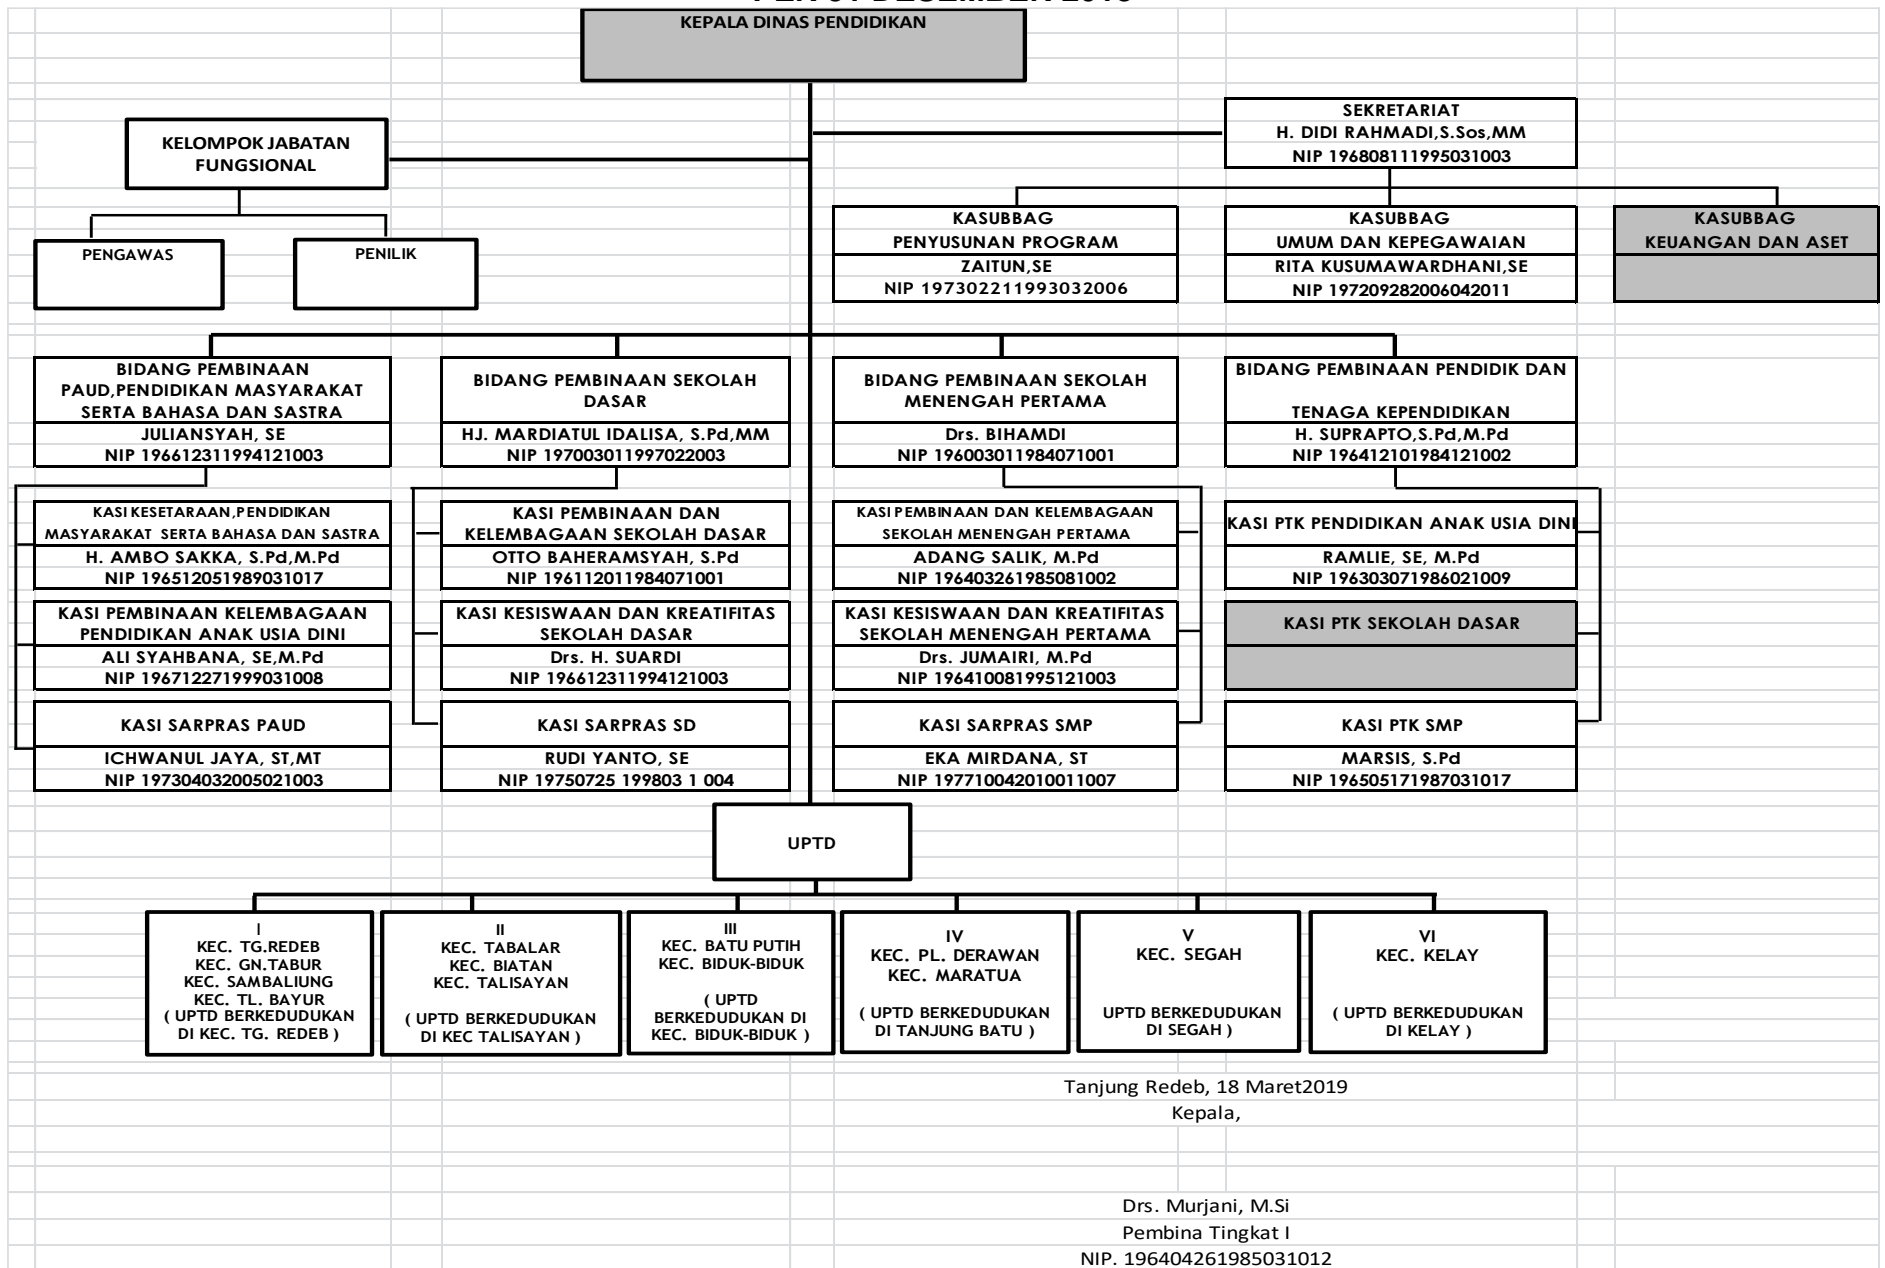 KEPALA DINAS PENDIDIKAN
SEKRETARIAT
H. DIDI RAHMADI,S.Sos,MM
NIP 196808111995031003
KELOMPOK JABATAN
FUNGSIONAL
PENGAWAS
PENILIK
KASUBBAG
PENYUSUNAN PROGRAM
ZAITUN,SE
NIP 197302211993032006
KASUBBAG
UMUM DAN KEPEGAWAIAN
RITA KUSUMAWARDHANI,SE
NIP 197209282006042011
KASUBBAG
KEUANGAN DAN ASET
BIDANG PEMBINAAN
PAUD,PENDIDIKAN MASYARAKAT
SERTA BAHASA DAN SASTRA
JULIANSYAH, SE
NIP 196612311994121003
BIDANG PEMBINAAN SEKOLAH
DASAR
HJ. MARDIATUL IDALISA, S.Pd,MM
NIP 197003011997022003
BIDANG PEMBINAAN SEKOLAH
MENENGAH PERTAMA
Drs. BIHAMDI
NIP 196003011984071001
BIDANG PEMBINAAN PENDIDIK DAN
TENAGA KEPENDIDIKAN
H. SUPRAPTO,S.Pd,M.Pd
NIP 196412101984121002
KASI KESETARAAN,PENDIDIKAN
MASYARAKAT SERTA BAHASA DAN SASTRA
H. AMBO SAKKA, S.Pd,M.Pd
NIP 196512051989031017
KASI PEMBINAAN DAN
KELEMBAGAAN SEKOLAH DASAR
OTTO BAHERAMSYAH, S.Pd
NIP 196112011984071001
KASI PEMBINAAN DAN KELEMBAGAAN
SEKOLAH MENENGAH PERTAMA
ADANG SALIK, M.Pd
NIP 196403261985081002
KASI PTK PENDIDIKAN ANAK USIA DINI
RAMLIE, SE, M.Pd
NIP 196303071986021009
KASI PEMBINAAN KELEMBAGAAN
PENDIDIKAN ANAK USIA DINI
ALI SYAHBANA, SE,M.Pd
NIP 196712271999031008
KASI KESISWAAN DAN KREATIFITAS
SEKOLAH DASAR
Drs. H. SUARDI
NIP 196612311994121003
KASI KESISWAAN DAN KREATIFITAS
SEKOLAH MENENGAH PERTAMA
Drs. JUMAIRI, M.Pd
NIP 196410081995121003
KASI PTK SEKOLAH DASAR
KASI SARPRAS PAUD
ICHWANUL JAYA, ST,MT
NIP 197304032005021003
KASI SARPRAS SD
RUDI YANTO, SE
NIP 19750725 199803 1 004
KASI SARPRAS SMP
EKA MIRDANA, ST
NIP 197710042010011007
KASI PTK SMP
MARSIS, S.Pd
NIP 196505171987031017
UPTD
I
KEC. TG.REDEB
KEC. GN.TABUR
KEC. SAMBALIUNG
KEC. TL. BAYUR
( UPTD BERKEDUDUKAN
DI KEC. TG. REDEB )
II
KEC. TABALAR
KEC. BIATAN
KEC. TALISAYAN
( UPTD BERKEDUDUKAN
DI KEC TALISAYAN )
III
KEC. BATU PUTIH
KEC. BIDUK-BIDUK
( UPTD
BERKEDUDUKAN DI
KEC. BIDUK-BIDUK )
IV
KEC. PL. DERAWAN
KEC. MARATUA
( UPTD BERKEDUDUKAN
DI TANJUNG BATU )
V
KEC. SEGAH
UPTD BERKEDUDUKAN
DI SEGAH )
VI
KEC. KELAY
( UPTD BERKEDUDUKAN
DI KELAY )
Tanjung Redeb, 18 Maret2019
Kepala,
Drs. Murjani, M.Si
Pembina Tingkat I
NIP. 196404261985031012